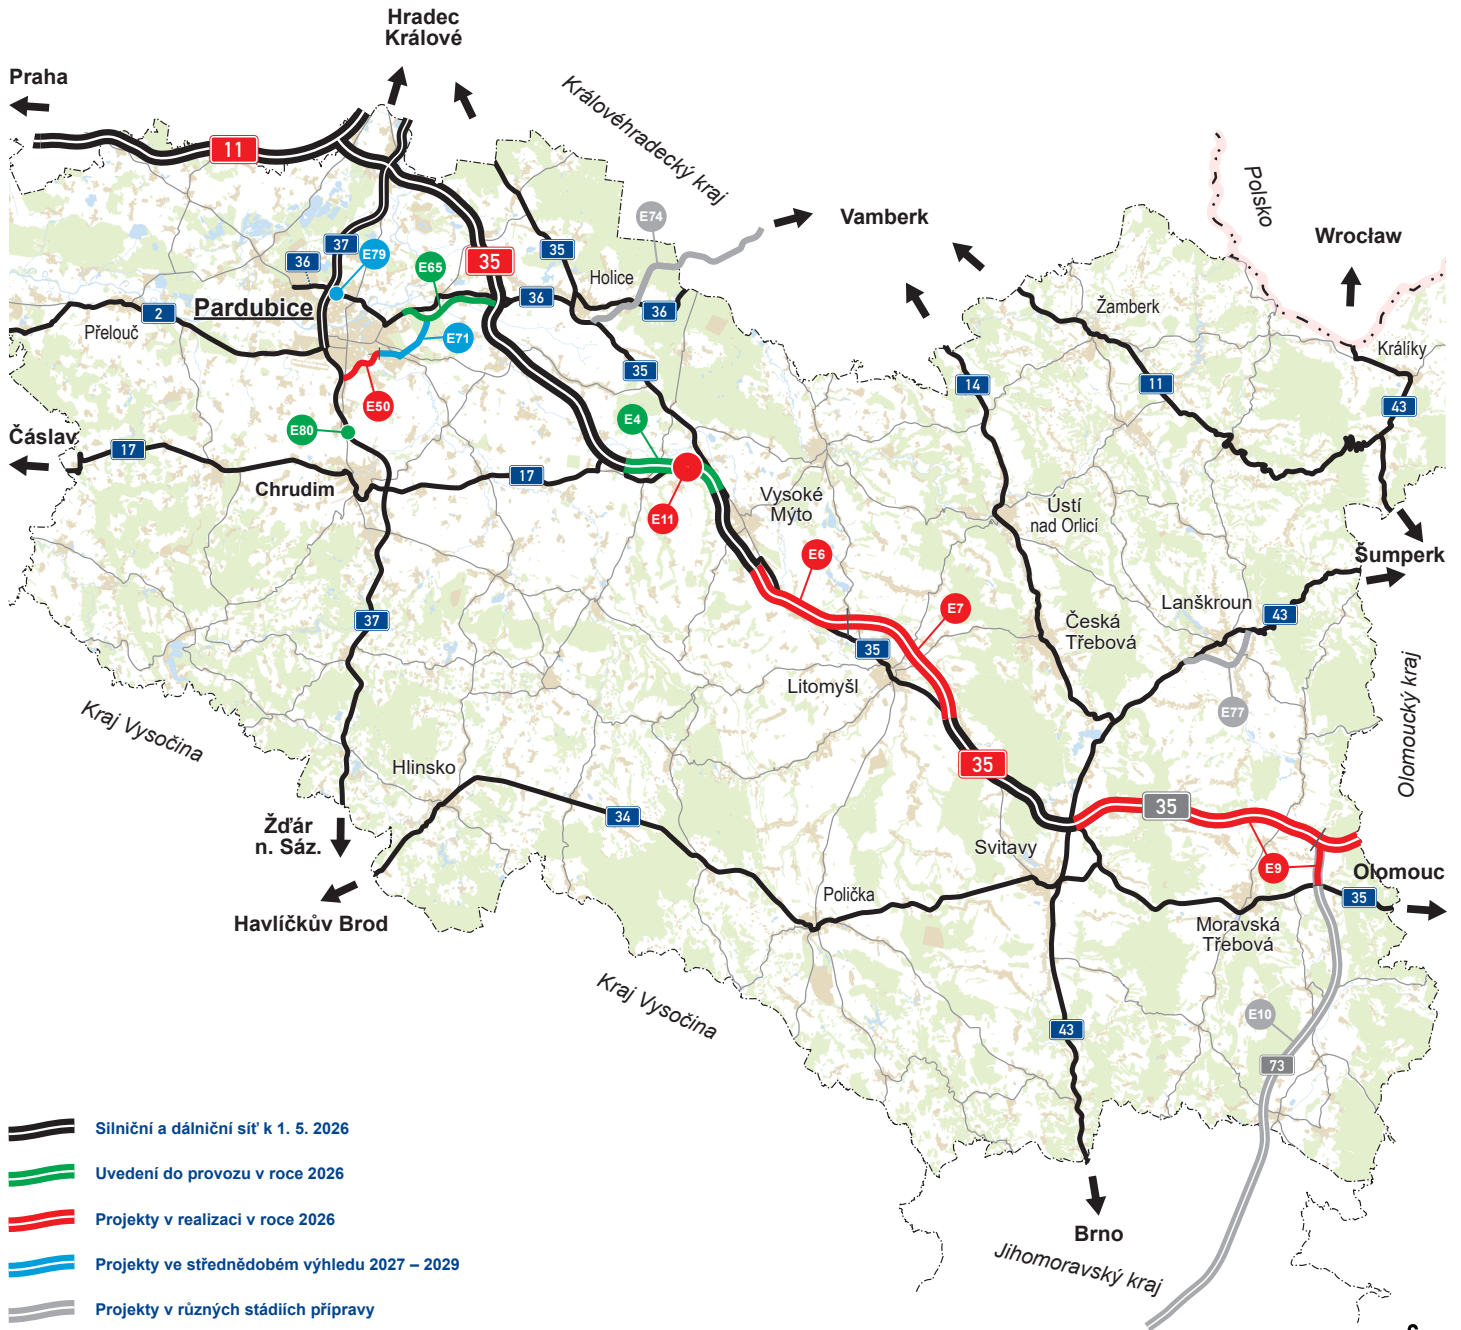 Hradec
Králové
Praha
Královéhradecký kraj
11
Polsko
E74
Vamberk
Wrocław
37
E79
35
36
E65
35
Holice
36
Pardubice
36
2
Žamberk
Přelouč
E71
Králíky
35
14
11
E50
43
E4
E80
Čáslav
17
17
Chrudim
Vysoké
Mýto
Ústí
nad Orlicí
E11
E6
Šumperk
Lanškroun
E7
43
37
Česká
Třebová
35
Litomyšl
Olomoucký kraj
E77
Kraj Vysočina
35
Hlinsko
35
34
Žďár
n. Sáz.
Svitavy
E9
Olomouc
Polička
35
Havlíčkův Brod
Moravská
Třebová
Kraj Vysočina
E10
43
73
Silniční a dálniční síť k 1. 5. 2026
Uvedení do provozu v roce 2026
Projekty v realizaci v roce 2026
Brno
Jihomoravský kraj
Projekty ve střednědobém výhledu 2027 – 2029
Projekty v různých stádiích přípravy